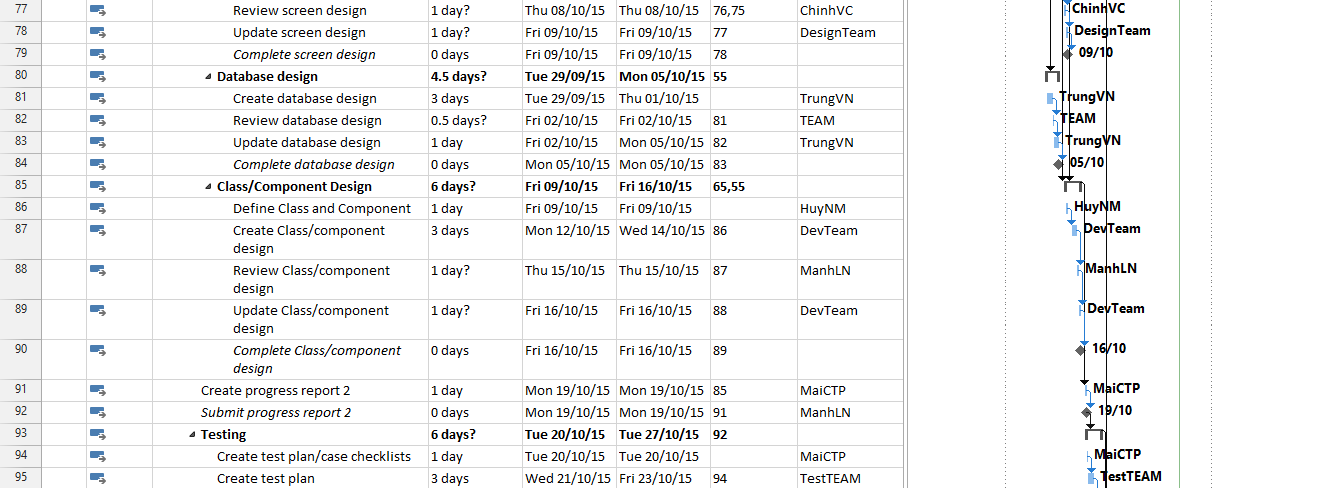 77 Review screen design 1 day? Thu 08/10/15 Thu 08/10/15 76,75 ChinhVC ChinhVC
78 Update screen design 1 day? Fri 09/10/15 Fri 09/10/15 77 DesignTeam DesignTeam
79 Complete screen design 0 days Fri 09/10/15 Fri 09/10/15 78 09/10
80 Database design 4.5 days? Tue 29/09/15 Mon 05/10/15 55
81 Create database design 3 days Tue 29/09/15 Thu 01/10/15 TrungVN TrungVN
82 Review database design 0.5 days? Fri 02/10/15 Fri 02/10/15 81 TEAM TEAM
83 Update database design 1 day Fri 02/10/15 Mon 05/10/15 82 TrungVN TrungVN
84 Complete database design 0 days Mon 05/10/15 Mon 05/10/15 83 05/10
85 Class/Component Design 6 days? Fri 09/10/15 Fri 16/10/15 65,55
86 Define Class and Component 1 day Fri 09/10/15 Fri 09/10/15 HuyNM HuyNM
87 Create Class/component 3 days Mon 12/10/15 Wed 14/10/15 86 DevTeam DevTeam
design
88 Review Class/component 1 day? Thu 15/10/15 Thu 15/10/15 87 ManhLN ManhLN
design
89 Update Class/component 1 day? Fri 16/10/15 Fri 16/10/15 88 DevTeam DevTeam
design
90 Complete Class/component 0 days Fri 16/10/15 Fri 16/10/15 89 16/10
design
91 Create progress report 2 1 day Mon 19/10/15 Mon 19/10/15 85 MaiCTP MaiCTP
92 Submit progress report 2 0 days Mon 19/10/15 Mon 19/10/15 91 ManhLN 19/10
93 Testing 6 days? Tue 20/10/15 Tue 27/10/15 92
94 Create test plan/case checklists 1 day Tue 20/10/15 Tue 20/10/15 MaiCTP MaiCTP
95 Create test plan 3 days Wed 21/10/15 Fri 23/10/15 94 TestTEAM TestTEAM